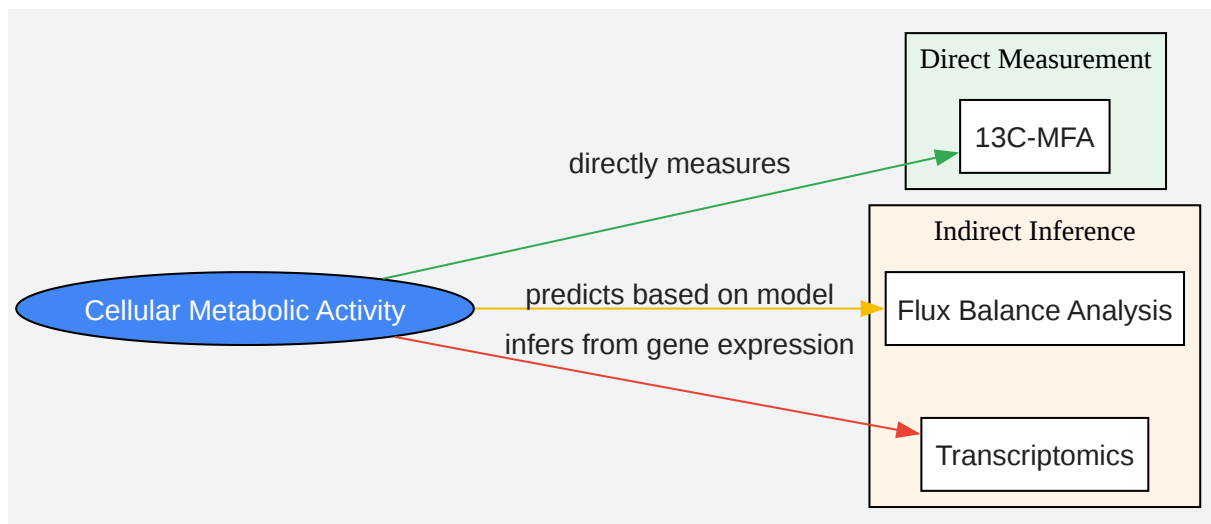 Direct Measurement
13C-MFA
directly measures
Indirect Inference
Cellular Metabolic Activity
predicts based on model
Flux Balance Analysis
infers from gene expression
Transcriptomics